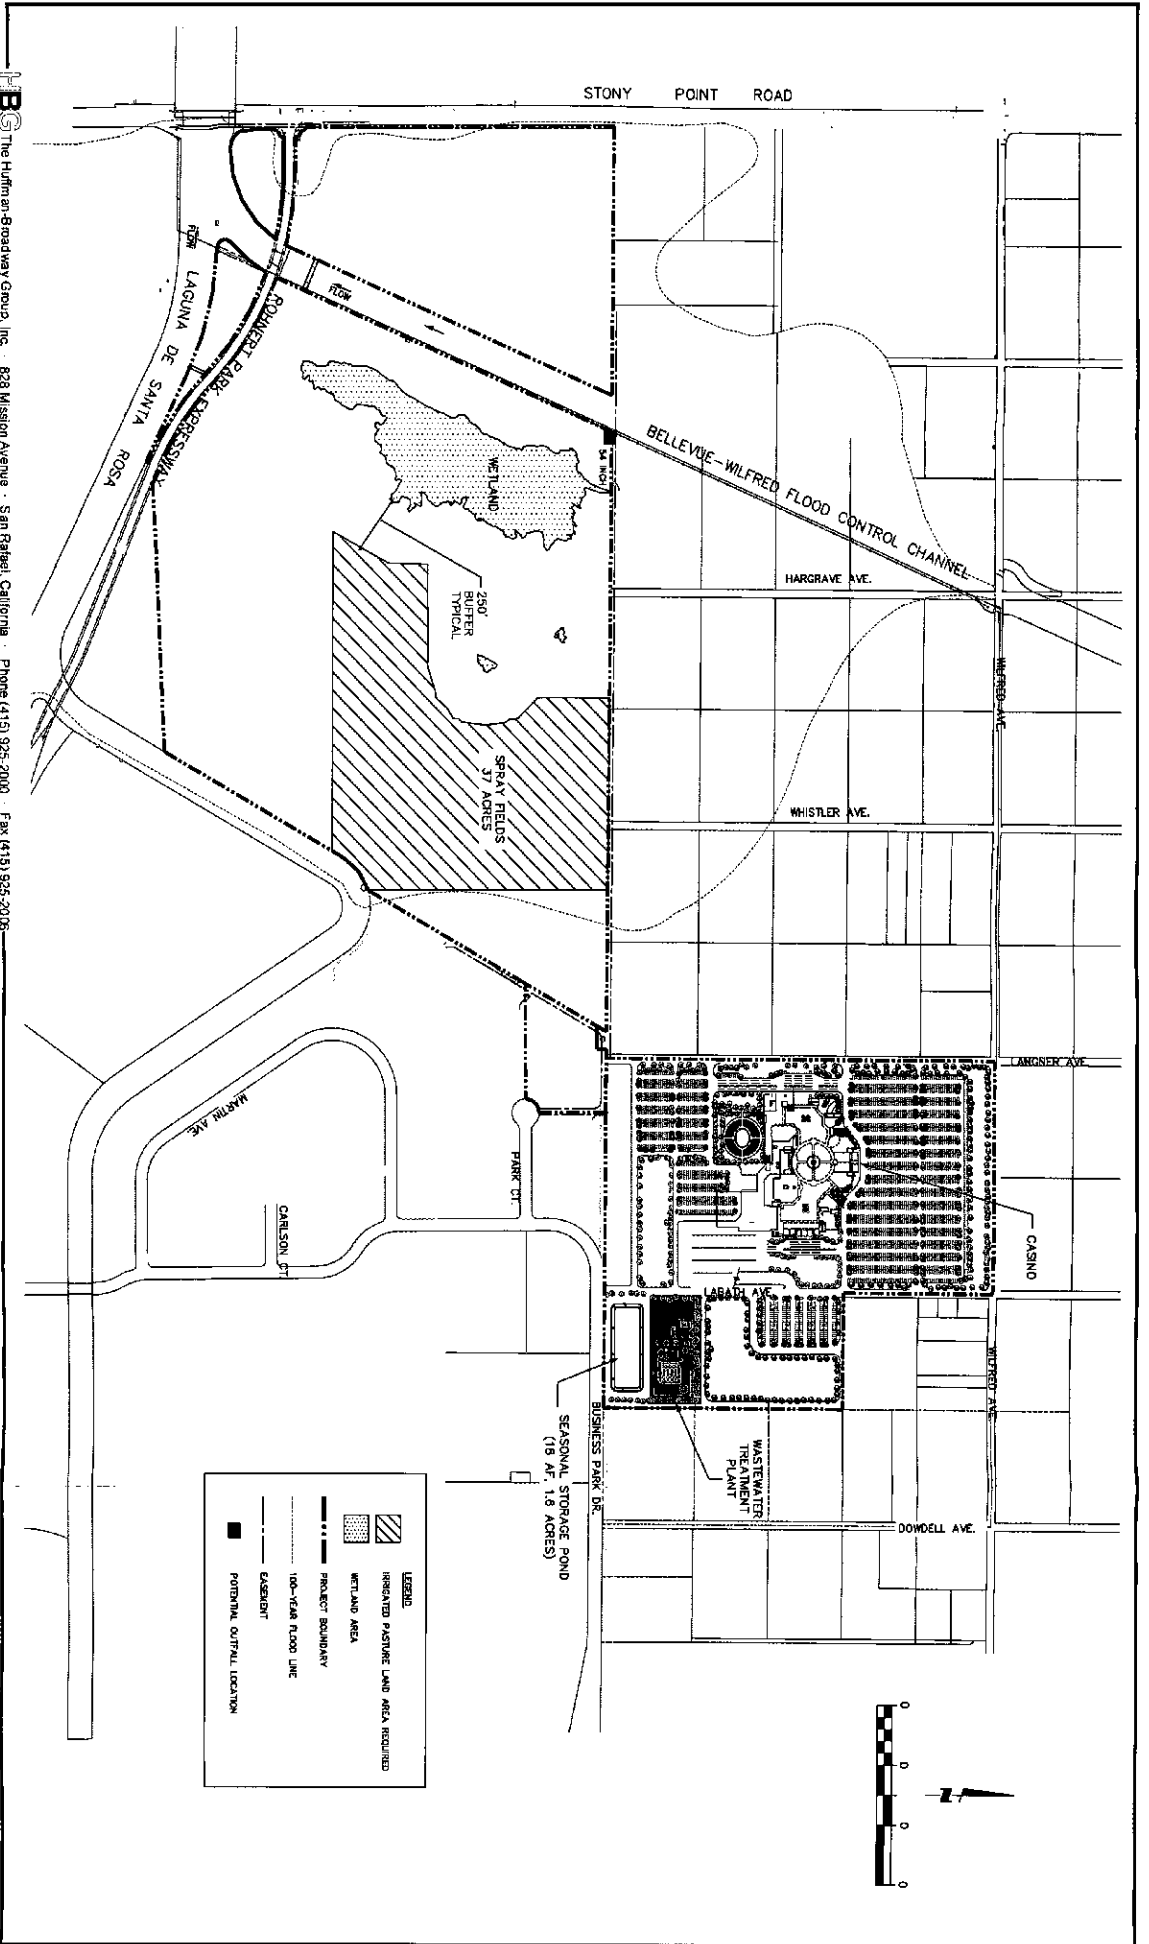 STONY POINT ROAD
FLOW
LAGUNA DE SANTA ROSA
FLOW
ROHNERT PARK EXPRESSWAY
WETLAND
54 INCH
BELLEVUE-WILFRED FLOOD CONTROL CHANNEL
HARGRAVE AVE.
250'
BUFFER
TYPICAL
WILFRED AVE.
SPRAY FIELDS
37 ACRES
WHISTLER AVE.
LANGNER AVE.
MARTIN AVE.
PARK CT.
CARLSON CT.
CASINO
LABATH AVE.
WILFRED AVE.
BUSINESS PARK DR.
SEASONAL STORAGE POND
(18 AF, 1.6 ACRES)
WASTEWATER
TREATMENT
PLANT
DOWDELL AVE.
LEGEND
IRRIGATED PASTURE LAND AREA REQUIRED
WETLAND AREA
PROJECT BOUNDARY
100-YEAR FLOOD LINE
EASEMENT
POTENTIAL OUTFALL LOCATION
0 0 0 0
HBG The Huffman-Broadway Group, Inc. · 828 Mission Avenue · San Rafael, California · Phone (415) 925-2000 · Fax (415) 925-2006